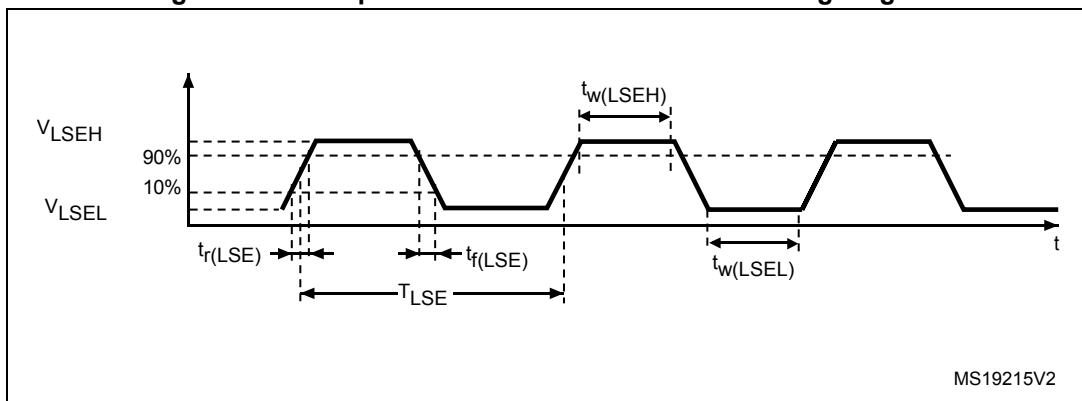 V_LSEH
90%
10%
V_LSEL
t_r(LSE)
t_f(LSE)
T_LSE
t_w(LSEH)
t_w(LSEL)
t
MS19215V2